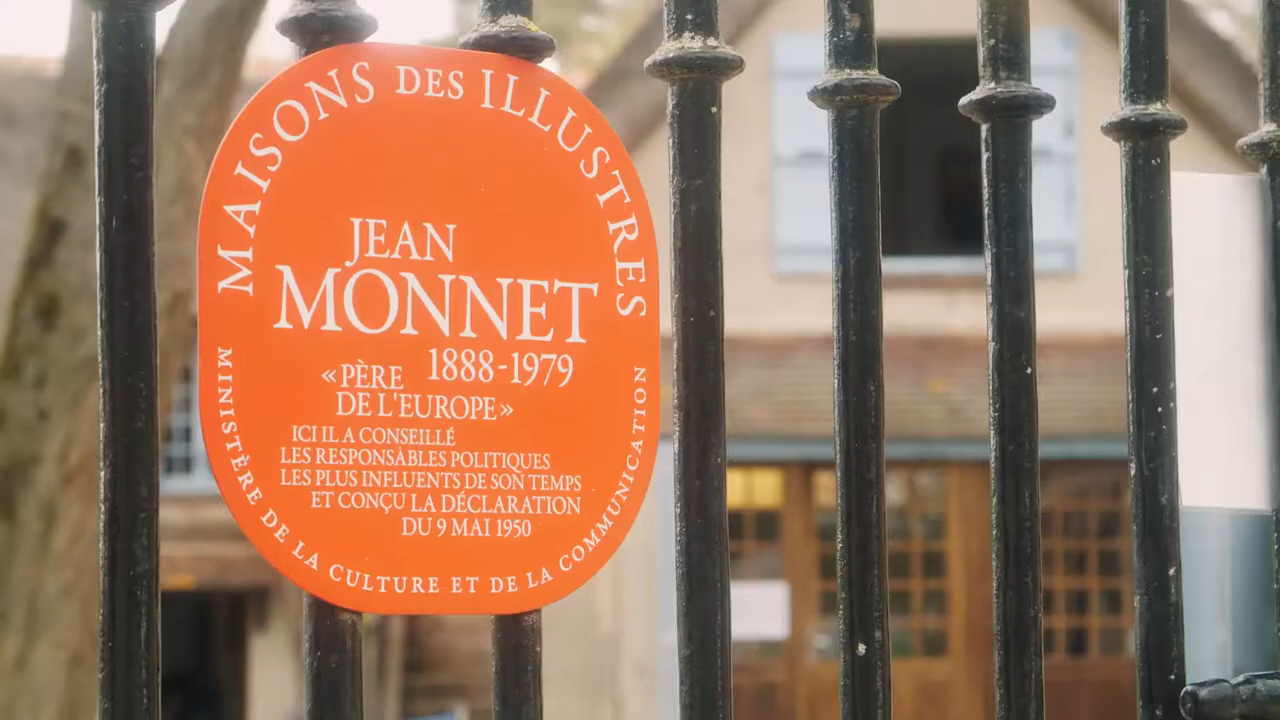 MAISONS DES ILLUSTRES
JEAN
MONNET
1888-1979
«PÈRE
DE L'EUROPE»
ICI IL A CONSEILLÉ
LES RESPONSABLES POLITIQUES
LES PLUS INFLUENTS DE SON TEMPS
ET CONÇU LA DÉCLARATION
DU 9 MAI 1950
MINISTÈRE DE LA CULTURE ET DE LA COMMUNICATION